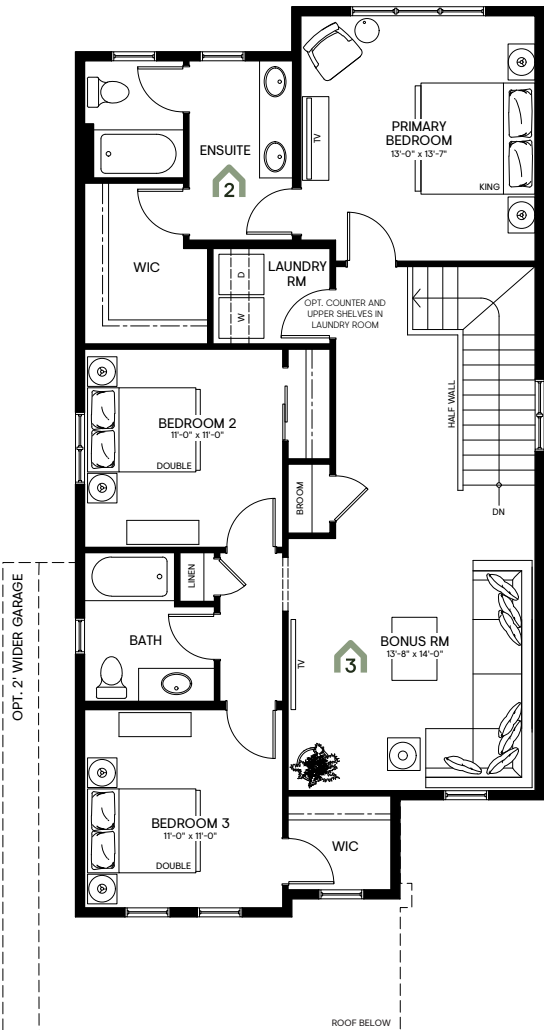 PRIMARY
BEDROOM
13'-0" x 13'-7"
KING
TV
ENSUITE
2
WIC
D
W
LAUNDRY
RM
OPT. COUNTER AND
UPPER SHELVES IN
LAUNDRY ROOM
HALF WALL
DN
BEDROOM 2
11'-0" x 11'-0"
DOUBLE
BROOM
LINEN
BATH
TV
3
BONUS RM
13'-8" x 14'-0"
OPT. 2' WIDER GARAGE
BEDROOM 3
11'-0" x 11'-0"
DOUBLE
WIC
ROOF BELOW